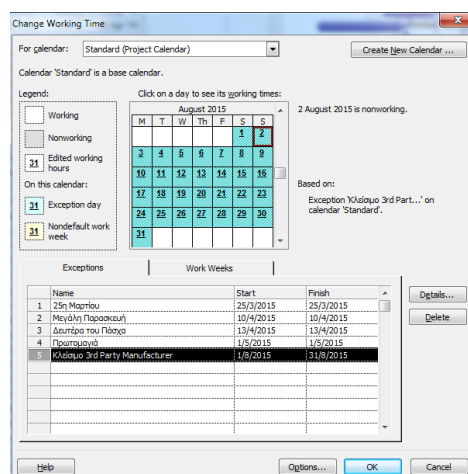 Change Working Time
For calendar: Standard (Project Calendar) Create New Calendar ...
Calendar 'Standard' is a base calendar.
Legend: Click on a day to see its working times:
Working
Nonworking
31 Edited working hours
On this calendar:
31 Exception day
31 Nondefault work week
August 2015
M T W Th F S S
1 2
3 4 5 6 7 8 9
10 11 12 13 14 15 16
17 18 19 20 21 22 23
24 25 26 27 28 29 30
31
2 August 2015 is nonworking.
Based on:
Exception 'Κλείσιμο 3rd Part...' on
calendar 'Standard'.
Exceptions Work Weeks
Name Start Finish
1 25η Μαρτίου 25/3/2015 25/3/2015
2 Μεγάλη Παρασκευή 10/4/2015 10/4/2015
3 Δευτέρα του Πάσχα 13/4/2015 13/4/2015
4 Πρωτομαγιά 1/5/2015 1/5/2015
5 Κλείσιμο 3rd Party Manufacturer 1/8/2015 31/8/2015
Details...
Delete
Help Options... OK Cancel